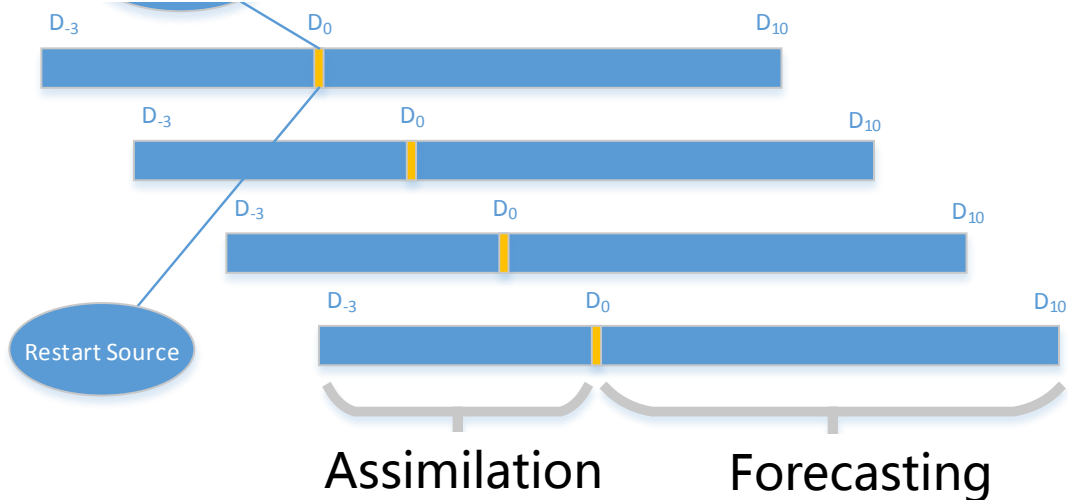 D-3 D0 D10
D-3 D0 D10
D-3 D0 D10
D-3 D0 D10
Restart Source
Assimilation Forecasting